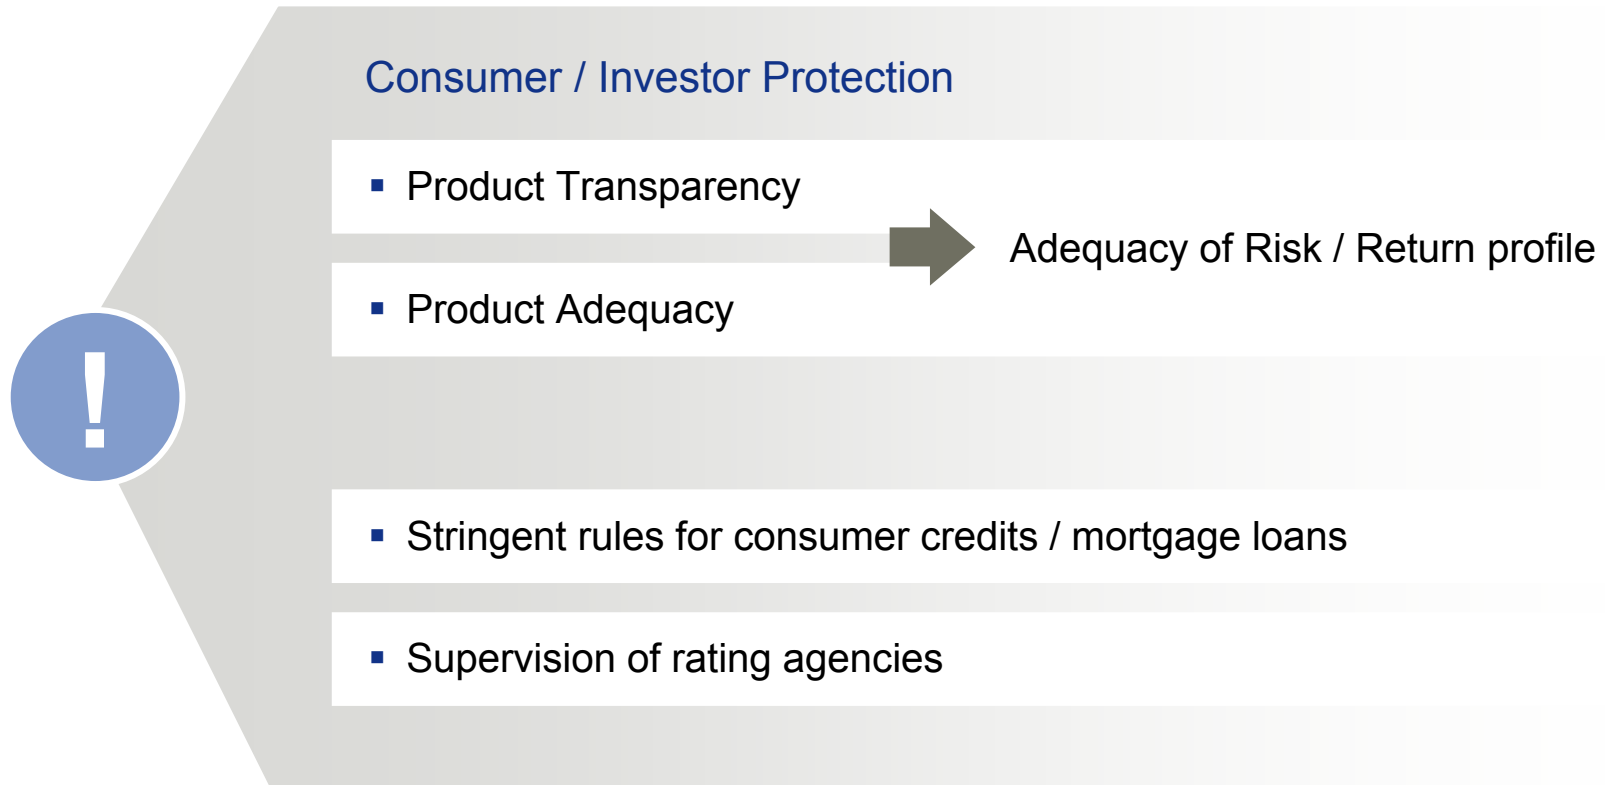 Consumer / Investor Protection
▪ Product Transparency
Adequacy of Risk / Return profile
▪ Product Adequacy
!
▪ Stringent rules for consumer credits / mortgage loans
▪ Supervision of rating agencies